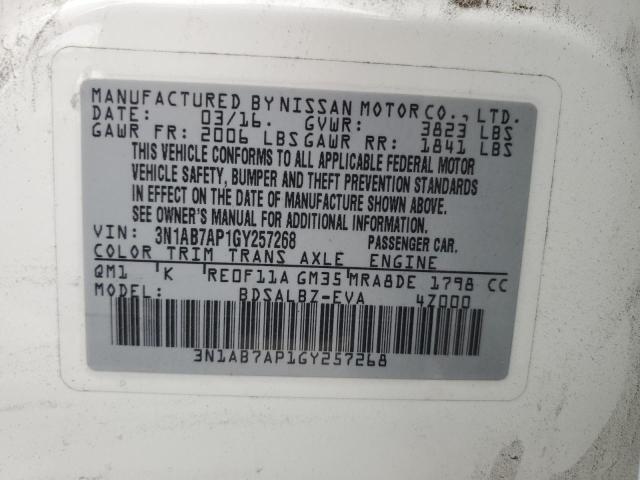 MANUFACTURED BY NISSAN MOTOR CO., LTD.
DATE: 03/16. GVWR: 3823 LBS
GAWR FR: 2006 LBS GAWR RR: 1841 LBS
THIS VEHICLE CONFORMS TO ALL APPLICABLE FEDERAL MOTOR
VEHICLE SAFETY, BUMPER AND THEFT PREVENTION STANDARDS
IN EFFECT ON THE DATE OF MANUFACTURE SHOWN ABOVE.
SEE OWNER'S MANUAL FOR ADDITIONAL INFORMATION.
VIN: 3N1AB7AP1GY257268 PASSENGER CAR.
COLOR TRIM TRANS AXLE ENGINE
QM1 K RE0F11A GM35 MRA8DE 1798 CC
MODEL: BDSALBZ-EVA 4Z000
3N1AB7AP1GY257268